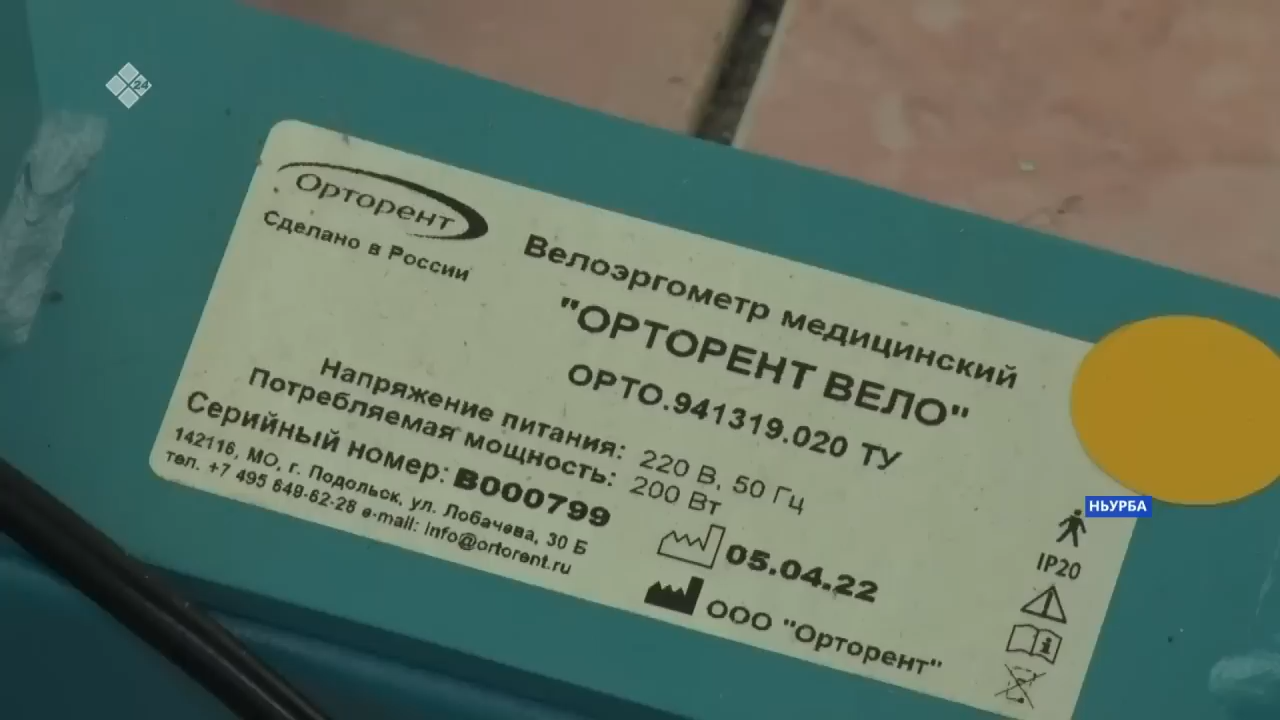 24
Орторент
Сделано в России
Велоэргометр медицинский
"ОРТОРЕНТ ВЕЛО"
ОРТО.941319.020 ТУ
Напряжение питания: 220 В, 50 Гц
Потребляемая мощность: 200 Вт
Серийный номер: В000799
142116, МО, г. Подольск, ул. Лобачева, 30 Б
тел. +7 495 649-62-28 e-mail: info@ortorent.ru
05.04.22
ООО "Орторент"
НЬУРБА
IP20